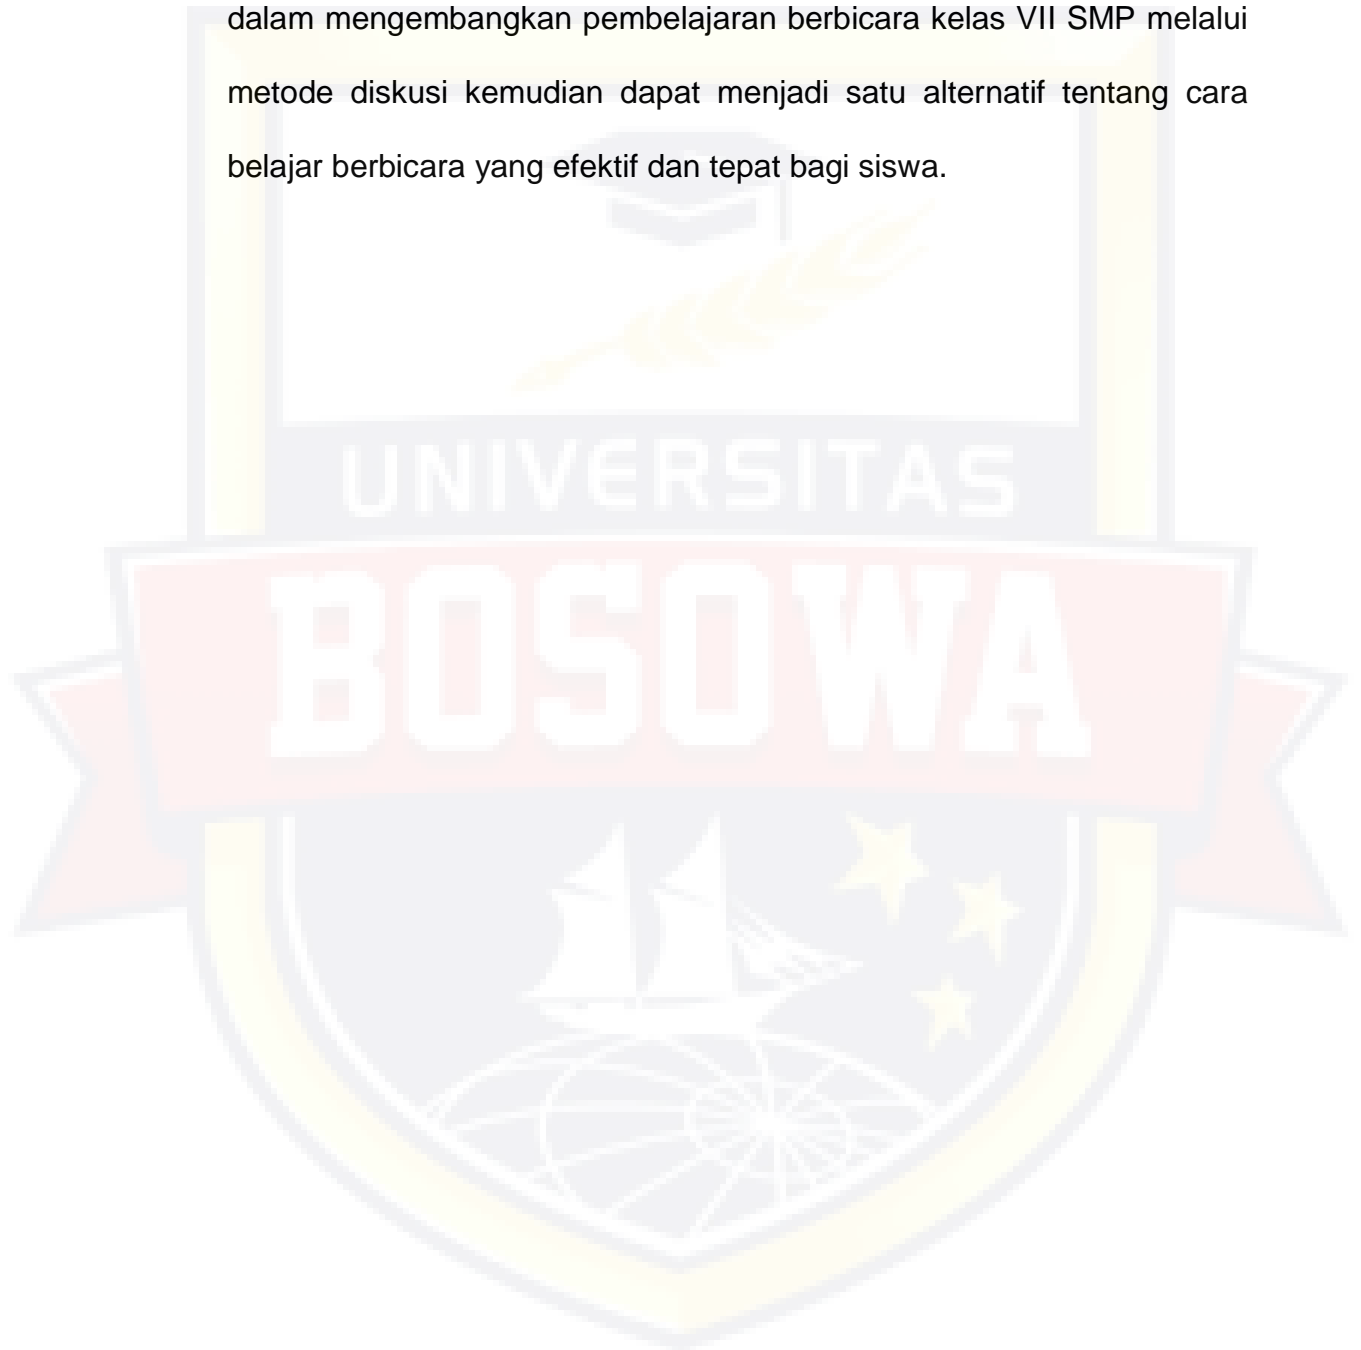 dalam mengembangkan pembelajaran berbicara kelas VII SMP melalui
metode diskusi kemudian dapat menjadi satu alternatif tentang cara
belajar berbicara yang efektif dan tepat bagi siswa.
UNIVERSITAS
BOSOWA